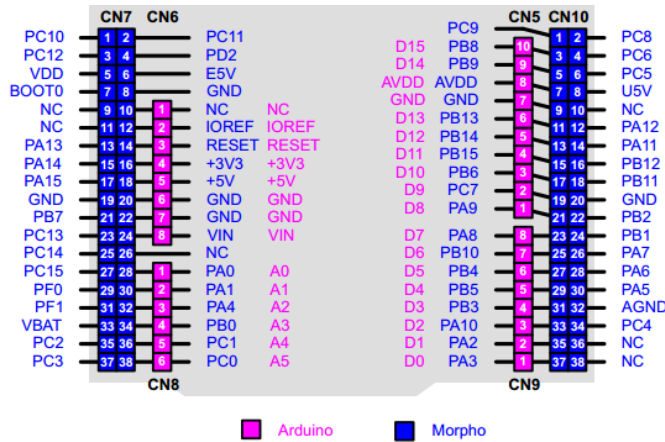 CN7 CN6 CN5 CN10
PC10 1 2 PC11 PC9 1 2 PC8
PC12 3 4 PD2 D15 PB8 10 3 4 PC6
VDD 5 6 E5V D14 PB9 9 5 6 PC5
BOOT0 7 8 GND AVDD AVDD 8 7 8 U5V
NC 9 10 1 NC NC GND GND 7 9 10 NC
NC 11 12 2 IOREF IOREF D13 PB13 6 11 12 PA12
PA13 13 14 3 RESET RESET D12 PB14 5 13 14 PA11
PA14 15 16 4 +3V3 +3V3 D11 PB15 4 15 16 PB12
PA15 17 18 5 +5V +5V D10 PB6 3 17 18 PB11
GND 19 20 6 GND GND D9 PC7 2 19 20 GND
PB7 21 22 7 GND GND D8 PA9 1 21 22 PB2
PC13 23 24 8 VIN VIN D7 PA8 8 23 24 PB1
PC14 25 26 NC D6 PB10 7 25 26 PA7
PC15 27 28 1 PA0 A0 D5 PB4 6 27 28 PA6
PF0 29 30 2 PA1 A1 D4 PB5 5 29 30 PA5
PF1 31 32 3 PA4 A2 D3 PB3 4 31 32 AGND
VBAT 33 34 4 PB0 A3 D2 PA10 3 33 34 PC4
PC2 35 36 5 PC1 A4 D1 PA2 2 35 36 NC
PC3 37 38 6 PC0 A5 D0 PA3 1 37 38 NC
CN8 CN9
Arduino Morpho